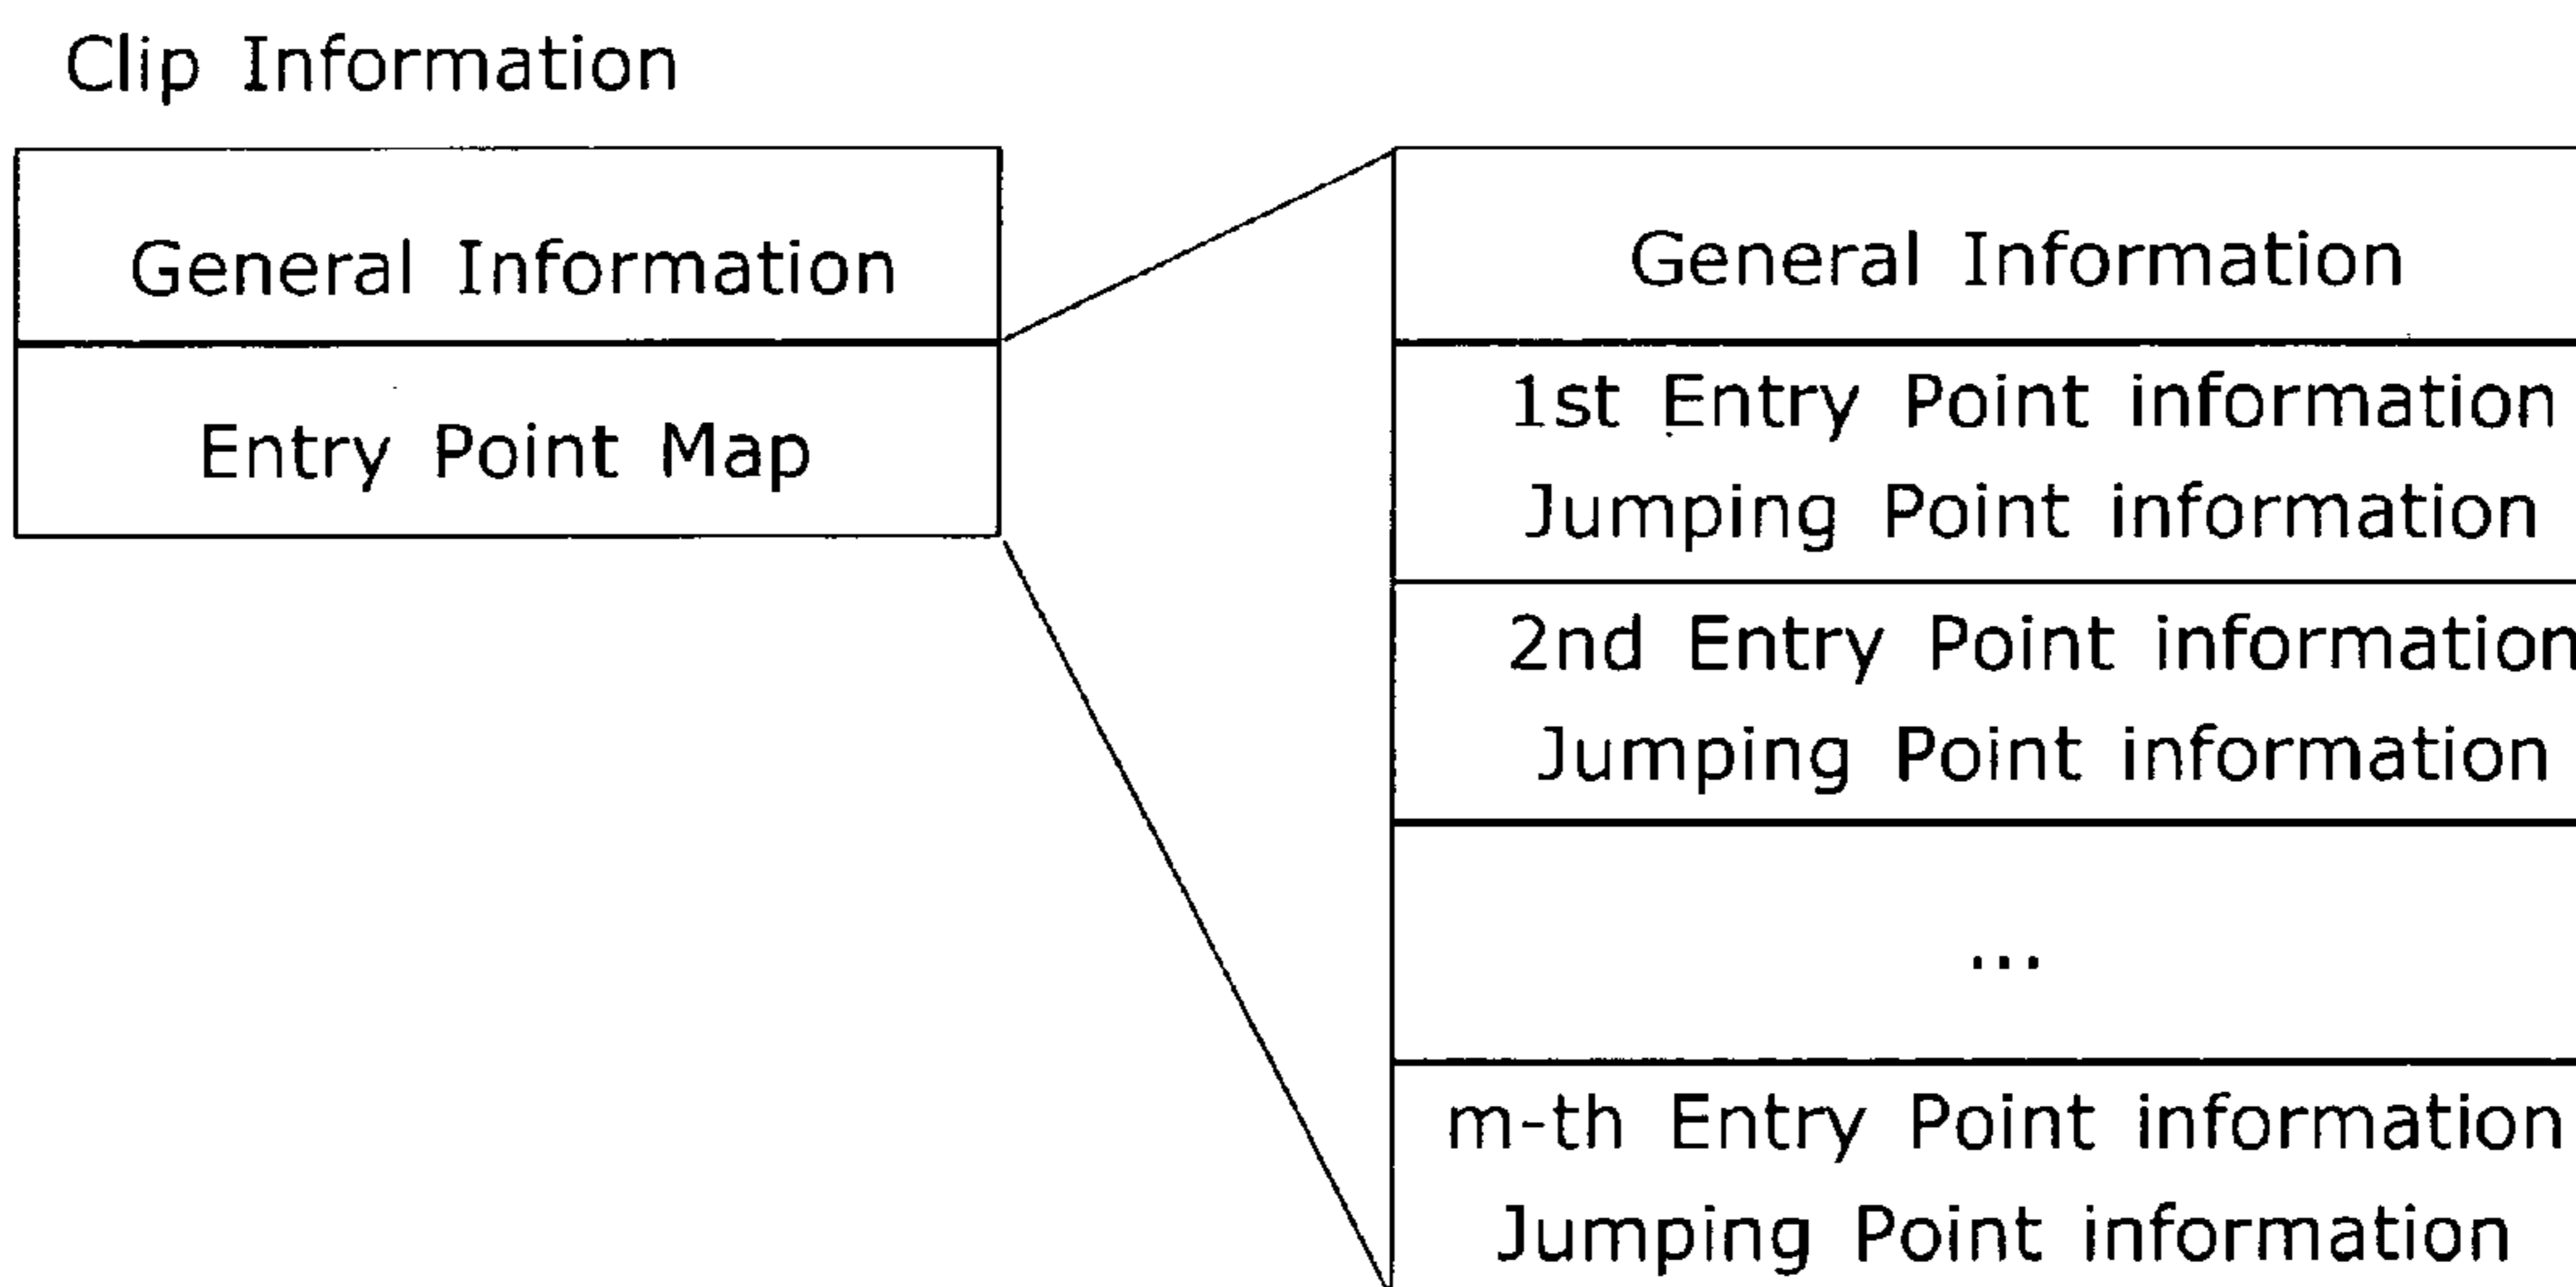 Clip Information
General Information
Entry Point Map
General Information
1st Entry Point information
Jumping Point information
2nd Entry Point information
Jumping Point information
...
m-th Entry Point information
Jumping Point information